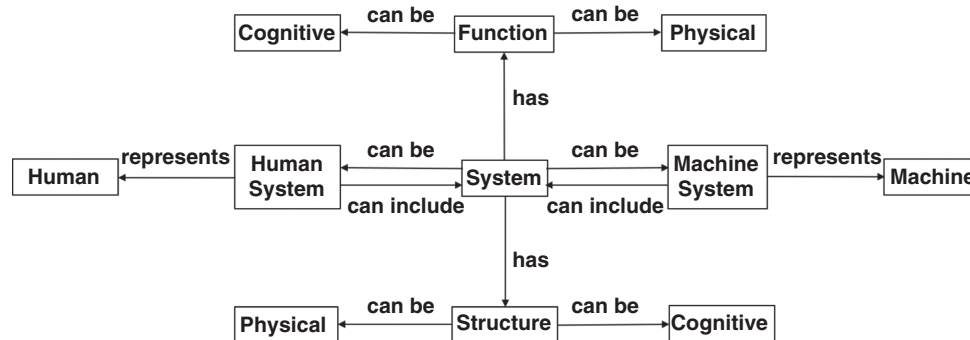 Cognitive can be Function can be Physical
has
Human represents Human System can be System can be Machine System represents Machine
can include can include
has
Physical can be Structure can be Cognitive